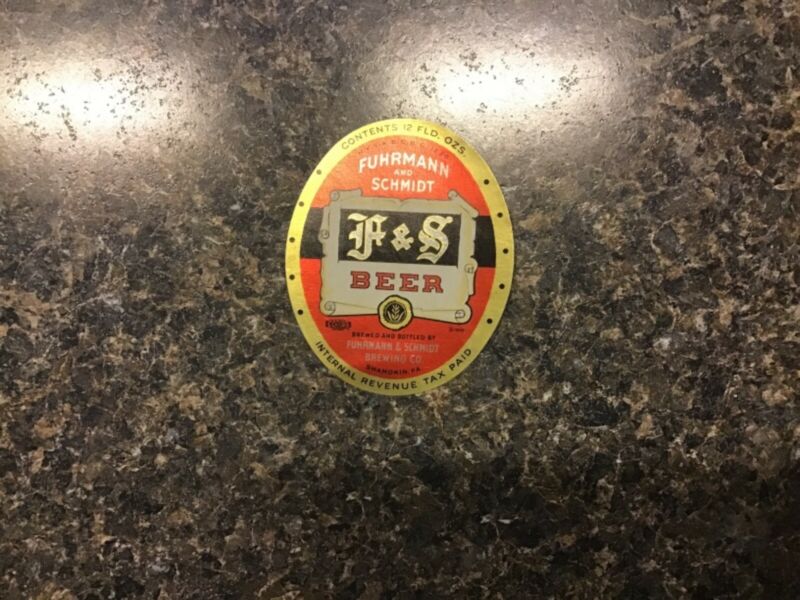 CONTENTS 12 FLD. OZS.
FUHRMANN
AND
SCHMIDT
F & S
BEER
BREWED AND BOTTLED BY
FUHRMANN & SCHMIDT
BREWING CO
SHAMOKIN, PA.
INTERNAL REVENUE TAX PAID